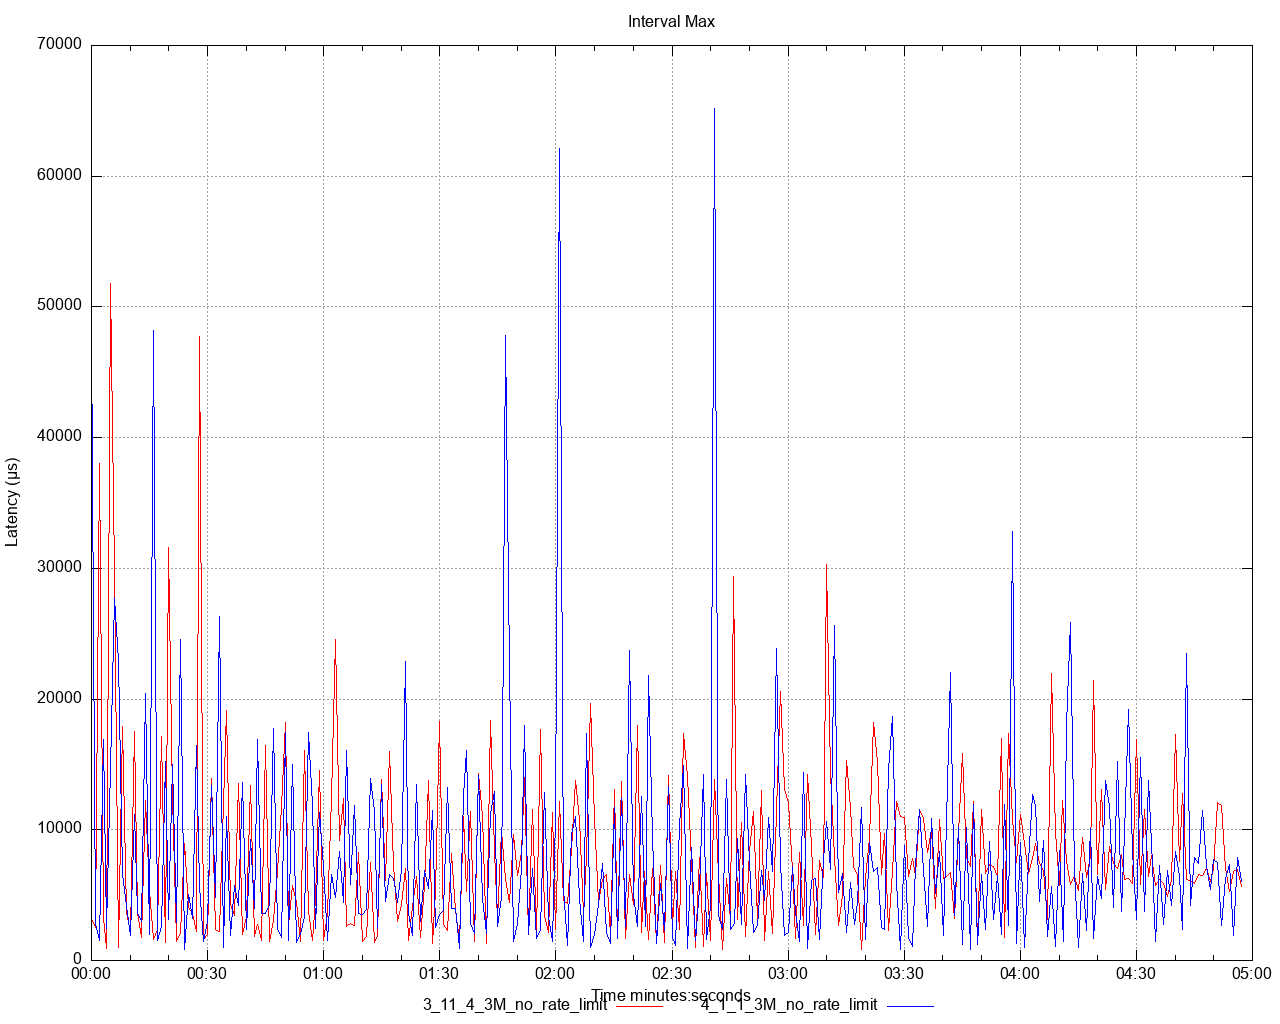 Interval Max
70000
60000
50000
40000
30000
20000
10000
0
Latency (µs)
00:00 00:30 01:00 01:30 02:00 02:30 03:00 03:30 04:00 04:30 05:00
Time minutes:seconds
3_11_4_3M_no_rate_limit 4_1_1_3M_no_rate_limit